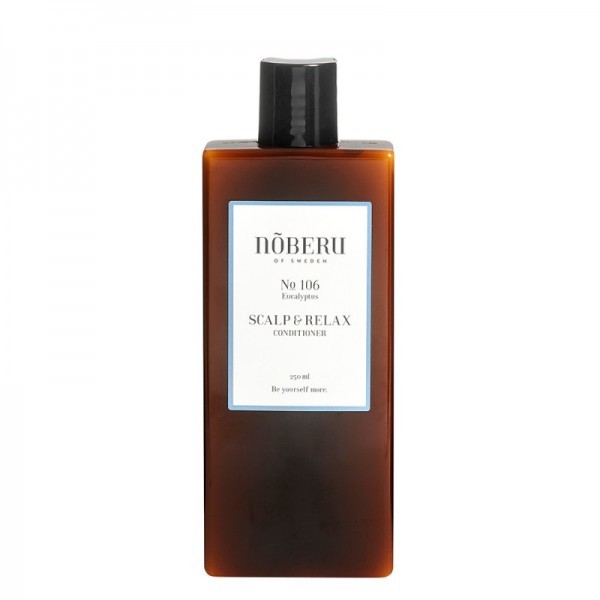 nõBERU
OF SWEDEN
No 106
Eucalyptus
SCALP & RELAX
CONDITIONER
250 ml
Be yourself more.